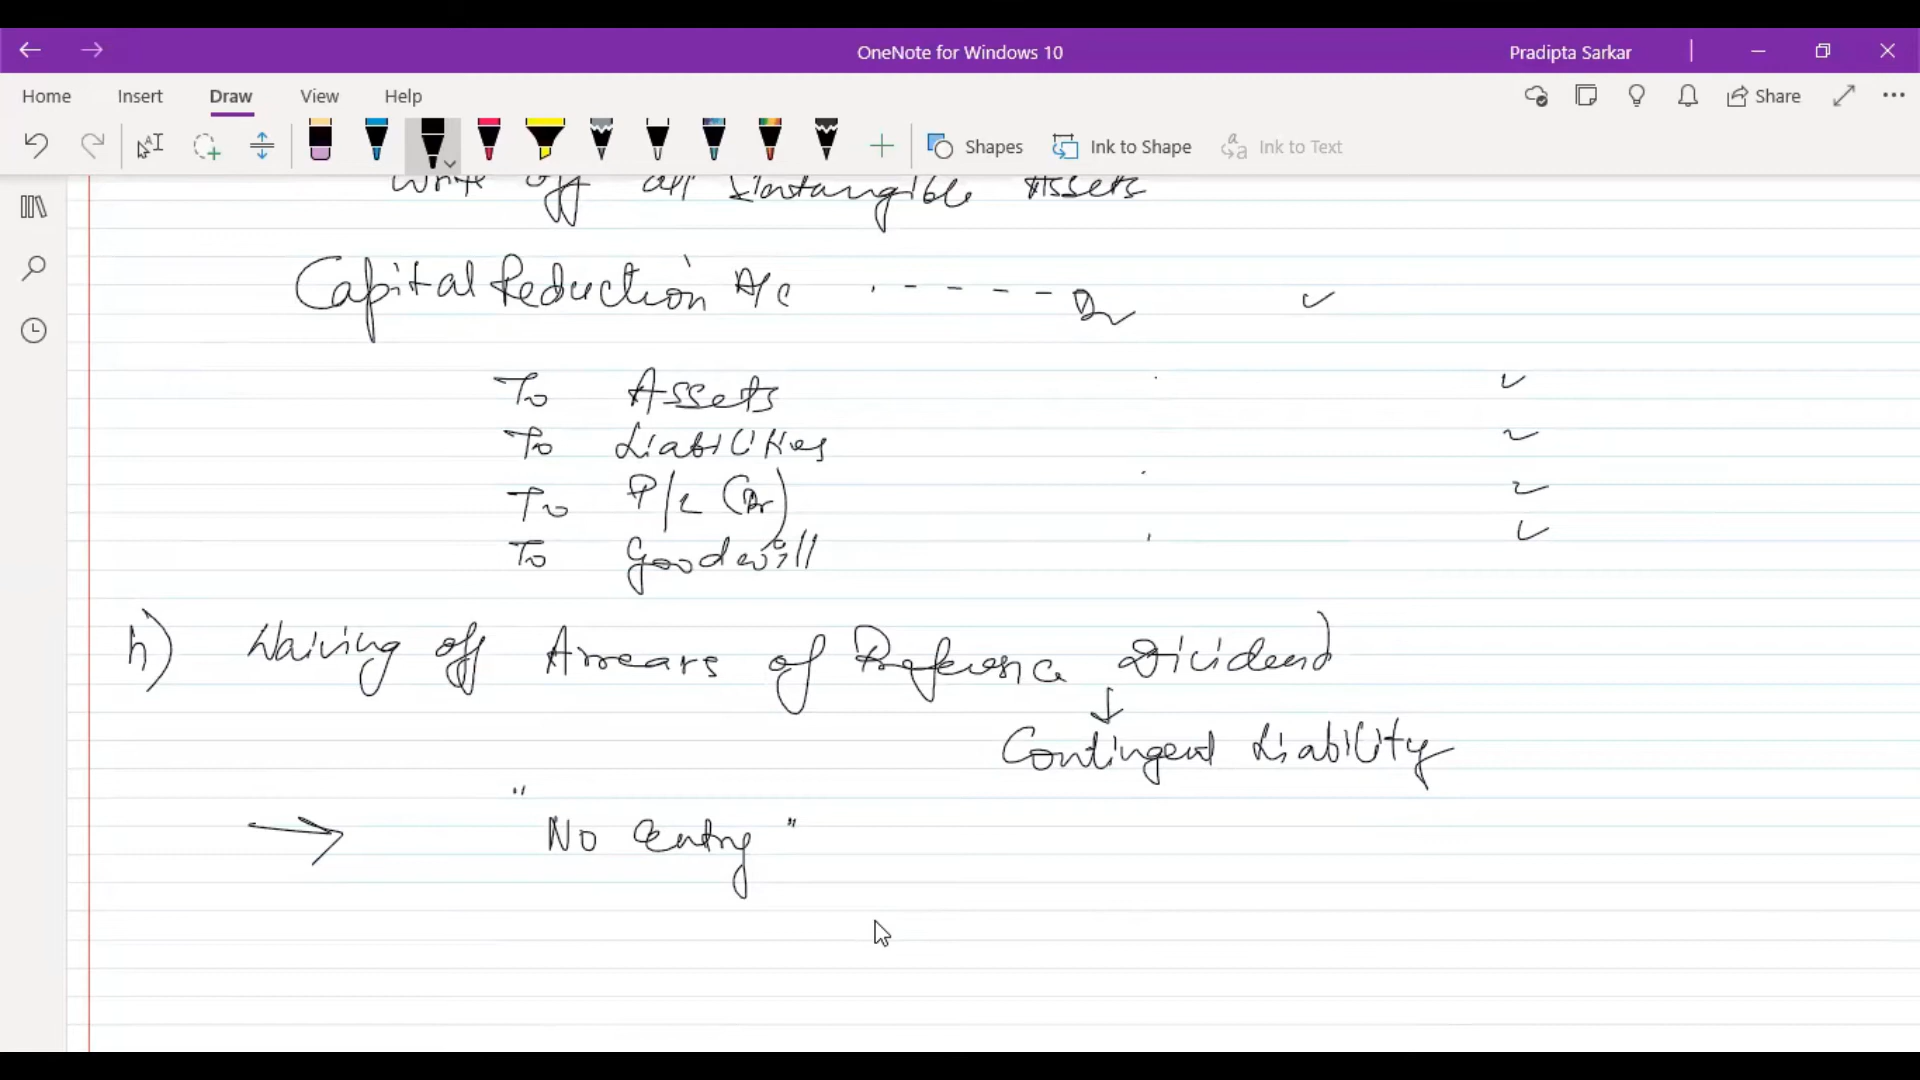 OneNote for Windows 10
Pradipta Sarkar
Home Insert Draw View Help
Share
Shapes Ink to Shape Ink to Text
Write off all Intangible Assets
Capital Reduction A/c - - - - - Dr ✓
To Assets ✓
To Liabilities ✓
To P/L (Dr) ✓
To Goodwill ✓
h) Waiving off Arrears of Preference Dividend
↓
Contingent Liability
→ "No Entry"